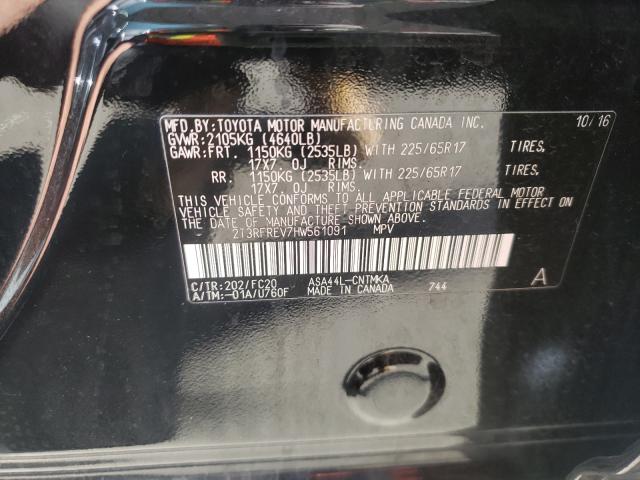 MFD.BY:TOYOTA MOTOR MANUFACTURING CANADA INC. 10/16
GVWR:2105KG (4640LB)
GAWR:FRT. 1150KG (2535LB) WITH 225/65R17 TIRES.
17X7 OJ RIMS.
RR. 1150KG (2535LB) WITH 225/65R17 TIRES.
17X7 OJ RIMS.
THIS VEHICLE CONFORMS TO ALL APPLICABLE FEDERAL MOTOR
VEHICLE SAFETY AND THEFT PREVENTION STANDARDS IN EFFECT ON
THE DATE OF MANUFACTURE SHOWN ABOVE.
2T3RFREV7HW561091 MPV
C/TR:202/FC20 ASA44L-CNTMKA 744 A
A/TM:-01A/U760F MADE IN CANADA